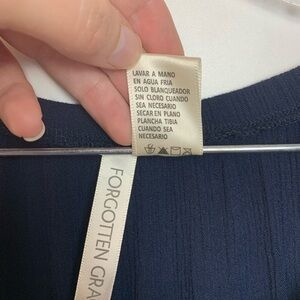 LAVAR A MANO
EN AGUA FRIA
SOLO BLANQUEADOR
SIN CLORO CUANDO
SEA NECESARIO
SECAR EN PLANO
PLANCHA TIBIA
CUANDO SEA
NECESARIO
FORGOTTEN GRA